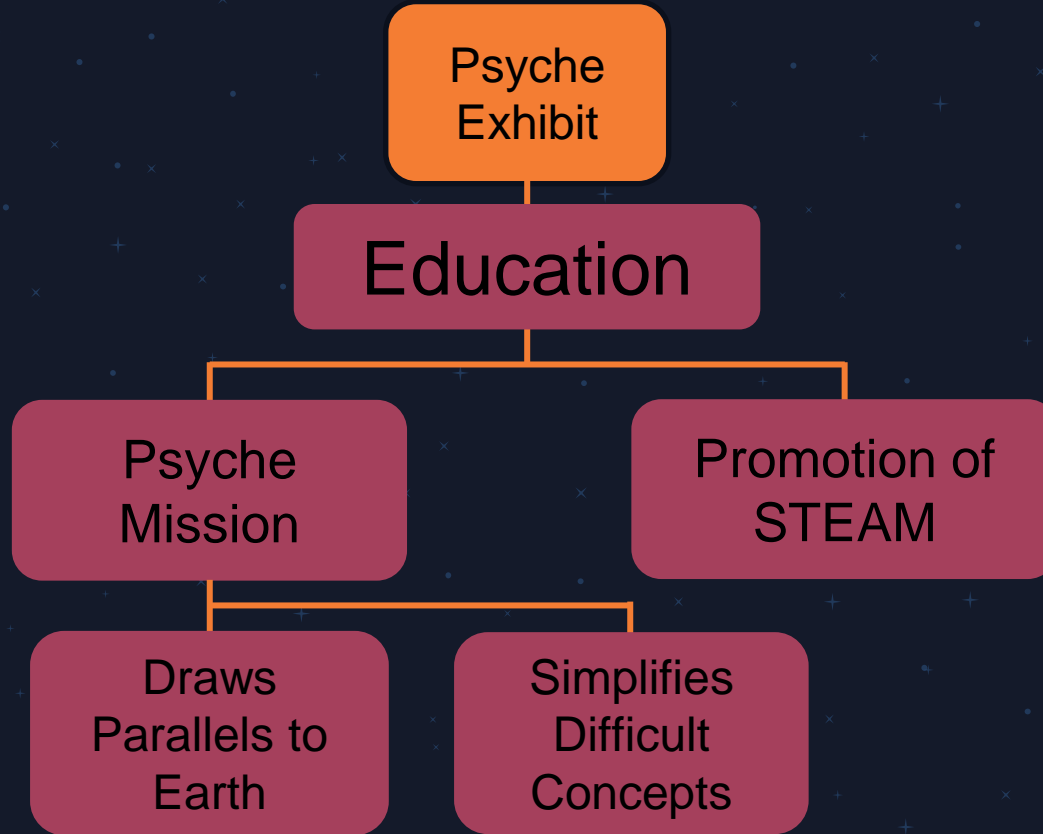 Psyche
Exhibit
Education
Psyche
Mission
Promotion of
STEAM
Draws
Parallels to
Earth
Simplifies
Difficult
Concepts